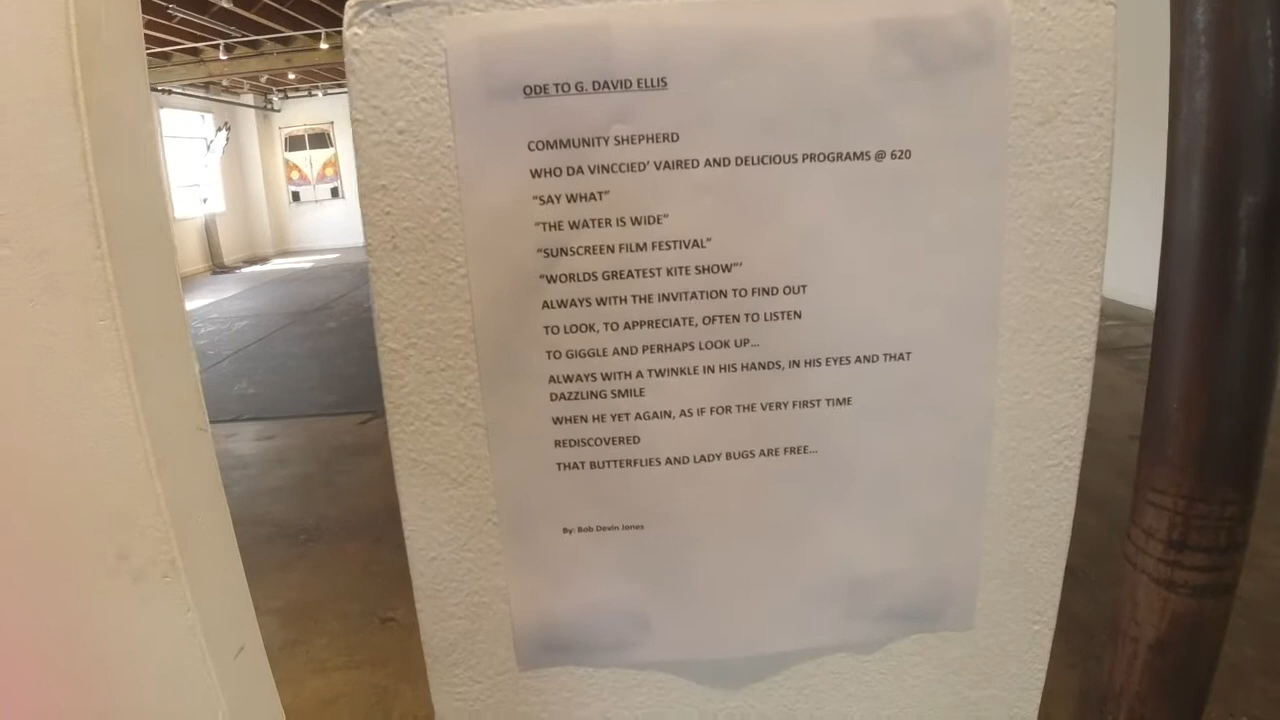 ODE TO G. DAVID ELLIS
COMMUNITY SHEPHERD
WHO DA VINCCIED' VAIRED AND DELICIOUS PROGRAMS @ 620
"SAY WHAT"
"THE WATER IS WIDE"
"SUNSCREEN FILM FESTIVAL"
"WORLDS GREATEST KITE SHOW"'
ALWAYS WITH THE INVITATION TO FIND OUT
TO LOOK, TO APPRECIATE, OFTEN TO LISTEN
TO GIGGLE AND PERHAPS LOOK UP...
ALWAYS WITH A TWINKLE IN HIS HANDS, IN HIS EYES AND THAT
DAZZLING SMILE
WHEN HE YET AGAIN, AS IF FOR THE VERY FIRST TIME
REDISCOVERED
THAT BUTTERFLIES AND LADY BUGS ARE FREE...
By: Bob Devin Jones